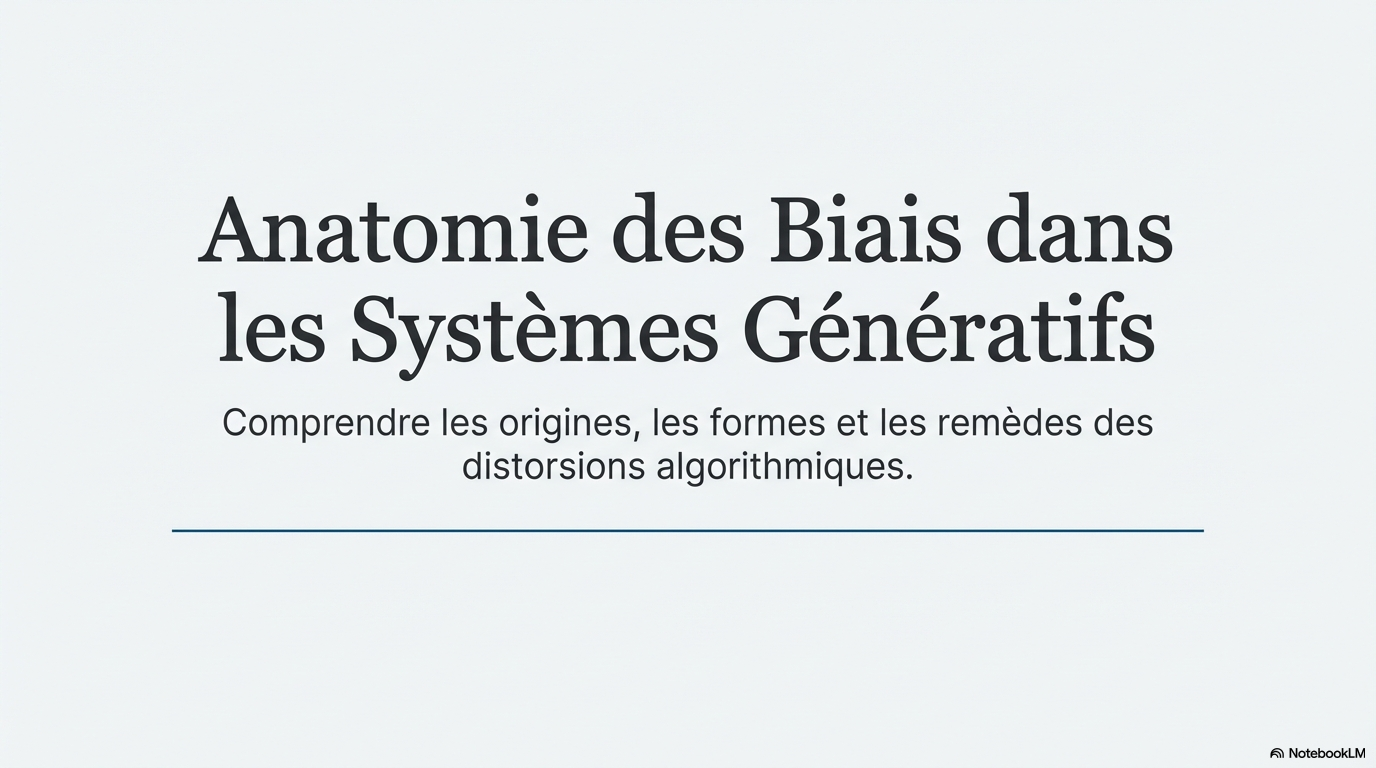 Anatomie des Biais dans
les Systèmes Génératifs
Comprendre les origines, les formes et les remèdes des
distorsions algorithmiques.
NotebookLM